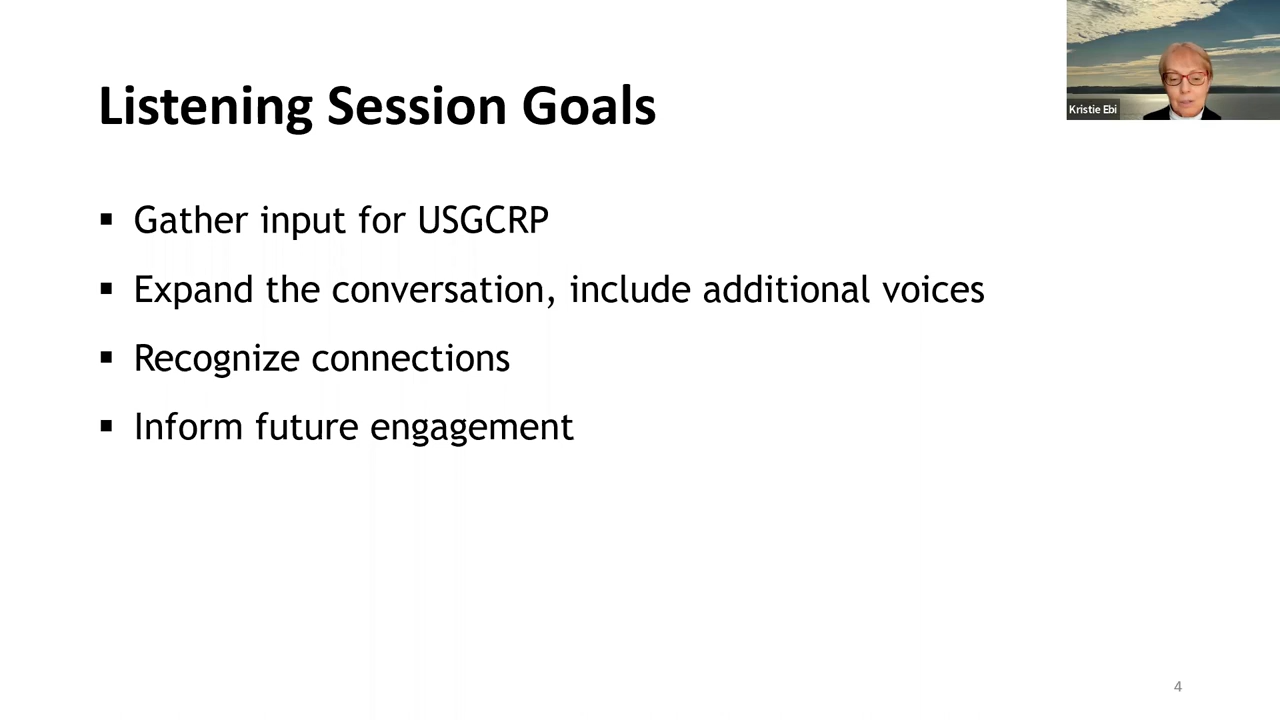 Listening Session Goals
Kristie Ebi
▪ Gather input for USGCRP
▪ Expand the conversation, include additional voices
▪ Recognize connections
▪ Inform future engagement
4